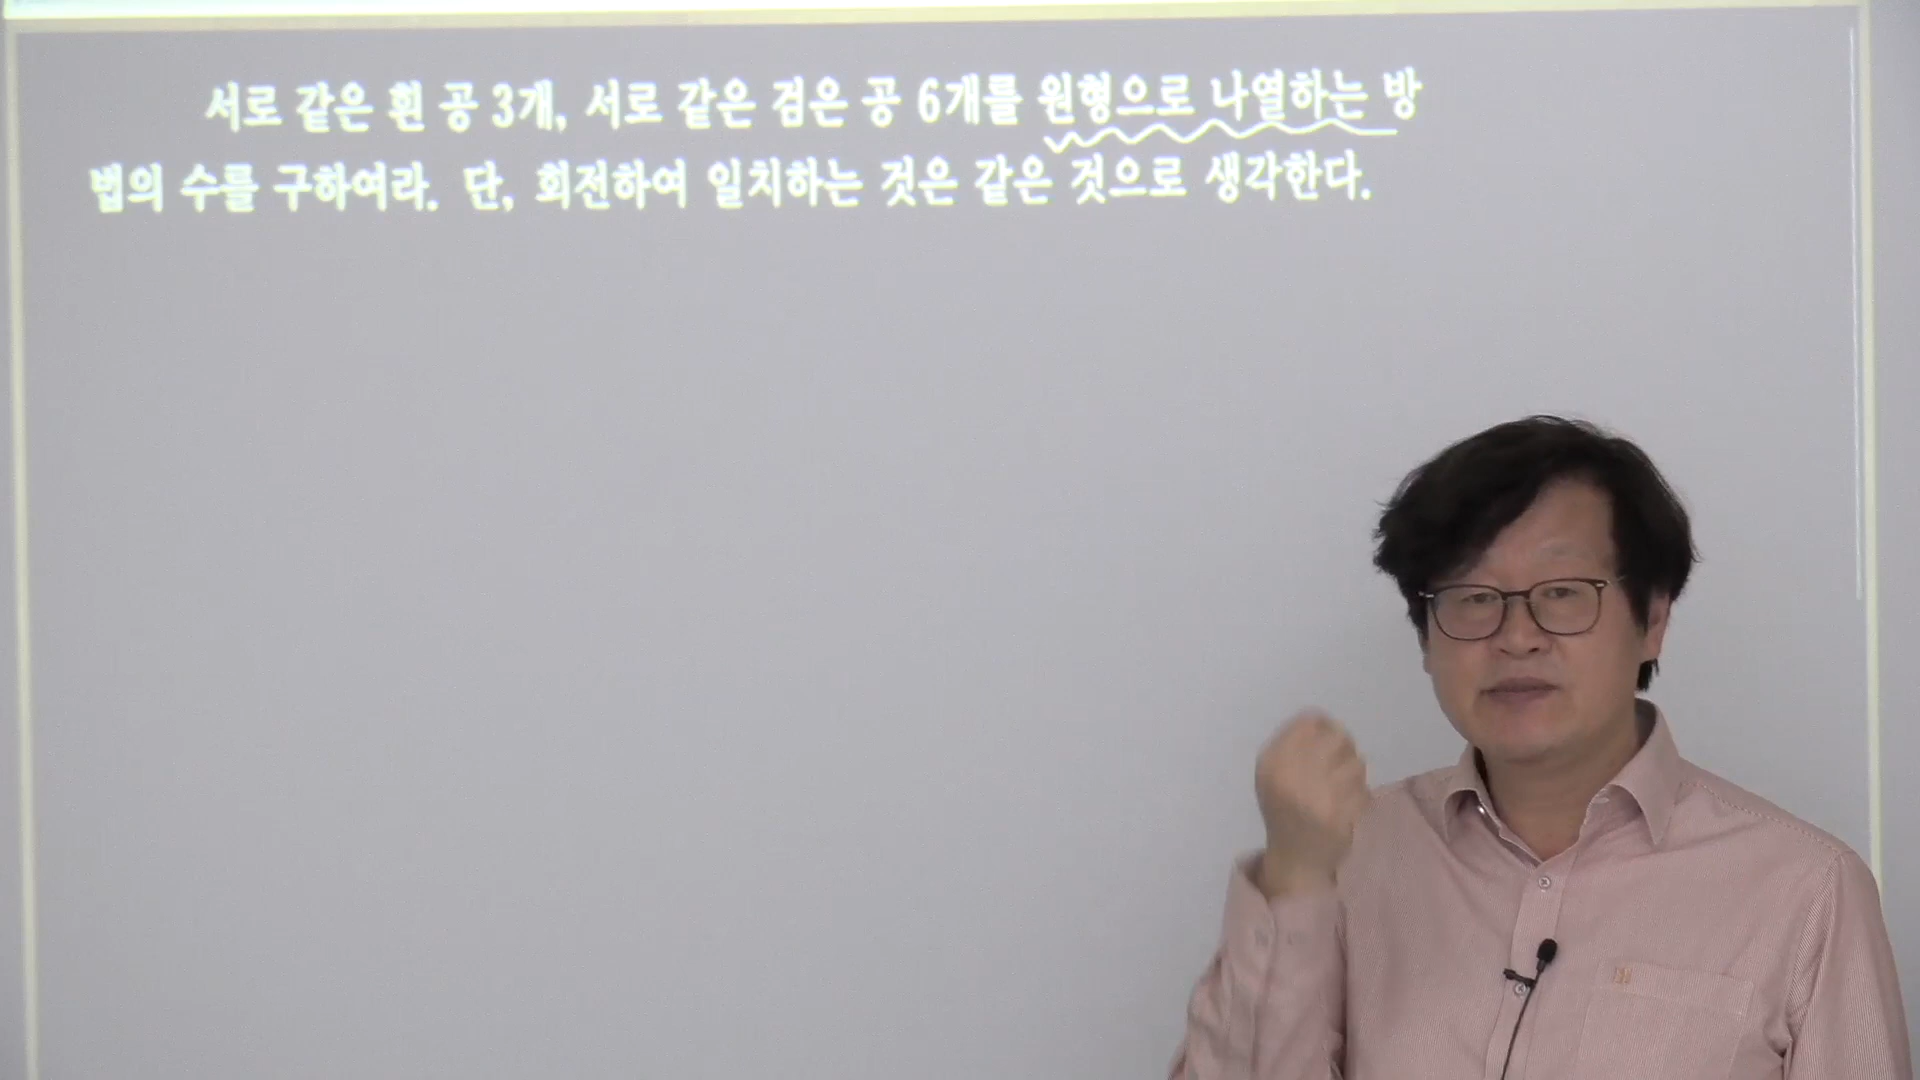 서로 같은 흰 공 3개, 서로 같은 검은 공 6개를 원형으로 나열하는 방
법의 수를 구하여라. 단, 회전하여 일치하는 것은 같은 것으로 생각한다.